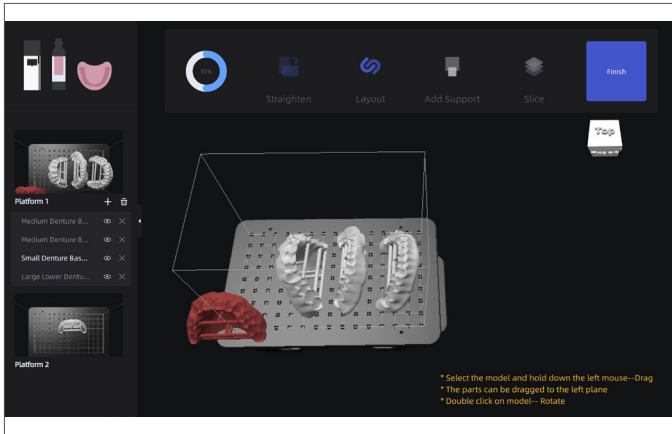 50%
Straighten
Layout
Add Support
Slice
Finish
Top
Platform 1
Medium Denture B...
Medium Denture B...
Small Denture Bas...
Large Lower Dentu...
Platform 2
* Select the model and hold down the left mouse--Drag
* The parts can be dragged to the left plane
* Double click on model-- Rotate